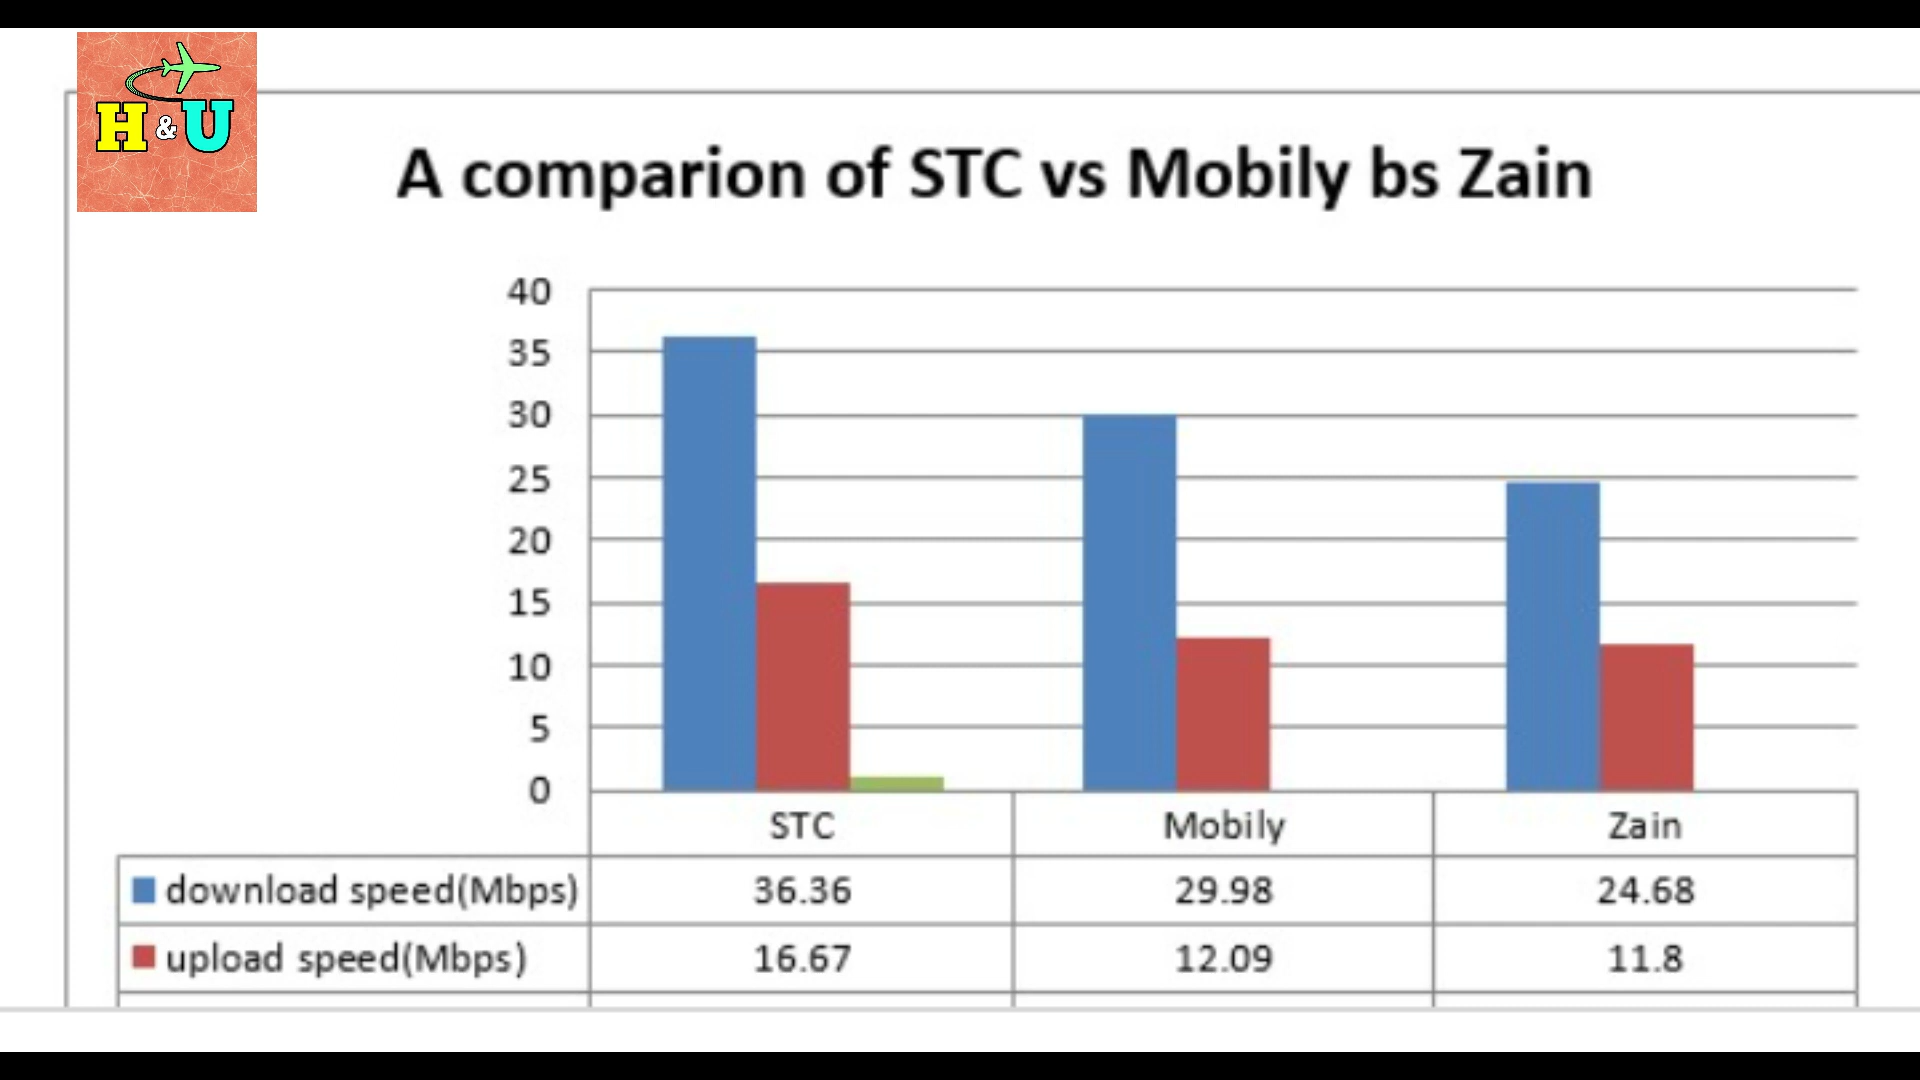 H & U
A comparion of STC vs Mobily bs Zain
40
35
30
25
20
15
10
5
0
STC Mobily Zain
download speed(Mbps) 36.36 29.98 24.68
upload speed(Mbps) 16.67 12.09 11.8